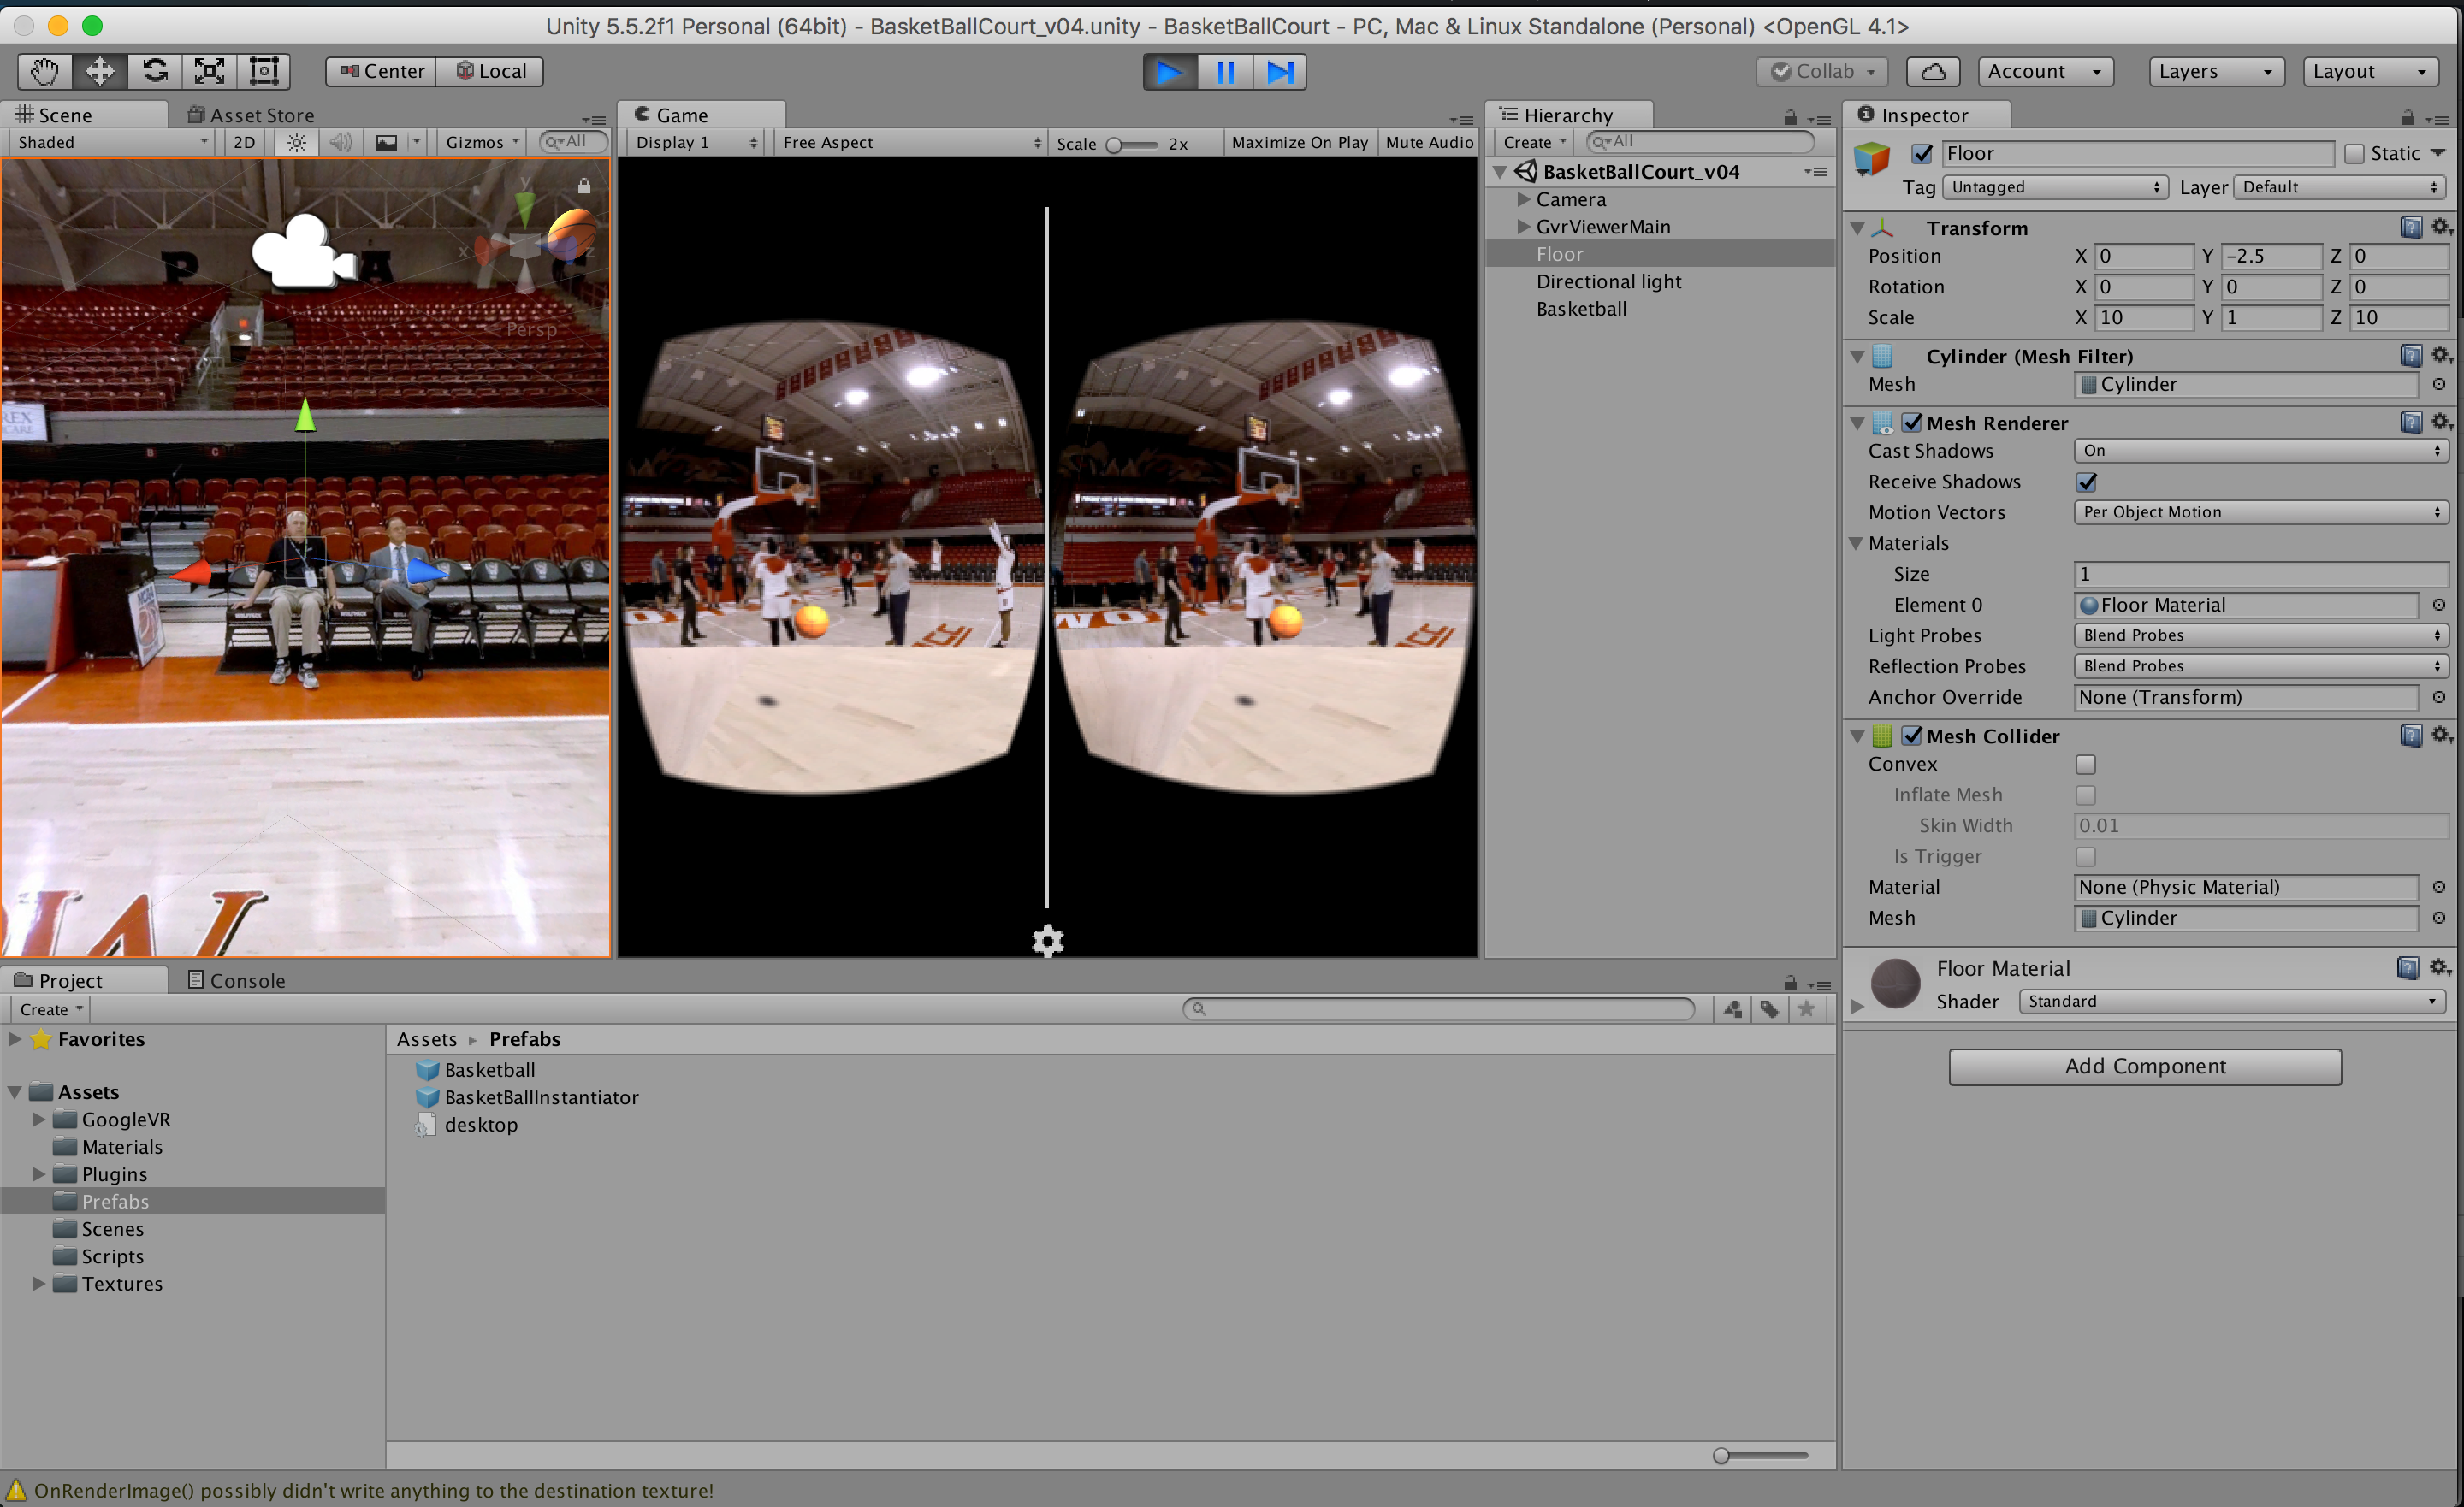 Unity 5.5.2f1 Personal (64bit) - BasketBallCourt_v04.unity - BasketBallCourt - PC, Mac & Linux Standalone (Personal) <OpenGL 4.1>
Center Local Collab Account Layers Layout
Scene Asset Store
Shaded 2D Gizmos All
y
x z
Persp
P A
REX
CARE
B C
WOLFPACK
NCAA
Game
Display 1 Free Aspect Scale 2x Maximize On Play Mute Audio
Hierarchy
Create All
BasketBallCourt_v04
Camera
GvrViewerMain
Floor
Directional light
Basketball
Inspector
Floor Static
Tag Untagged Layer Default
Transform
Position X 0 Y -2.5 Z 0
Rotation X 0 Y 0 Z 0
Scale X 10 Y 1 Z 10
Cylinder (Mesh Filter)
Mesh Cylinder
Mesh Renderer
Cast Shadows On
Receive Shadows
Motion Vectors Per Object Motion
Materials
Size 1
Element 0 Floor Material
Light Probes Blend Probes
Reflection Probes Blend Probes
Anchor Override None (Transform)
Mesh Collider
Convex
Inflate Mesh
Skin Width 0.01
Is Trigger
Material None (Physic Material)
Mesh Cylinder
Floor Material
Shader Standard
Add Component
Project Console
Create
Favorites
Assets
GoogleVR
Materials
Plugins
Prefabs
Scenes
Scripts
Textures
Assets Prefabs
Basketball
BasketBallInstantiator
desktop
OnRenderImage() possibly didn't write anything to the destination texture!